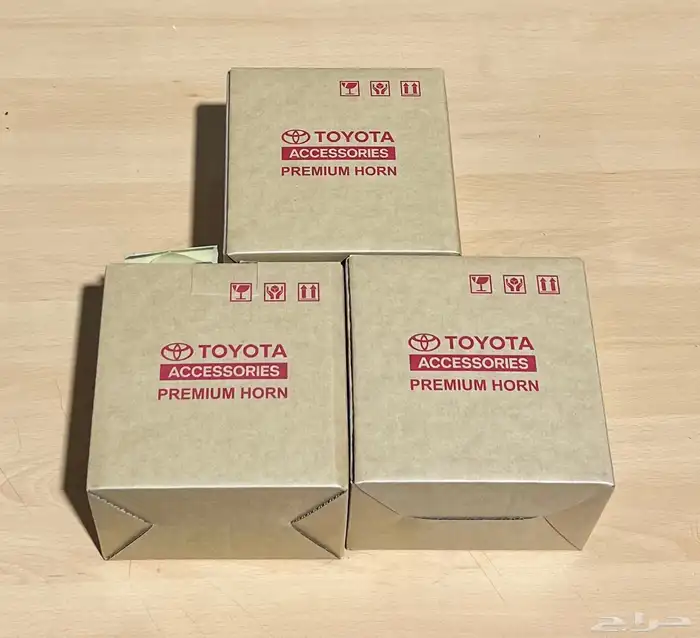 TOYOTA
ACCESSORIES
PREMIUM HORN
TOYOTA
ACCESSORIES
PREMIUM HORN
TOYOTA
ACCESSORIES
PREMIUM HORN
حراج